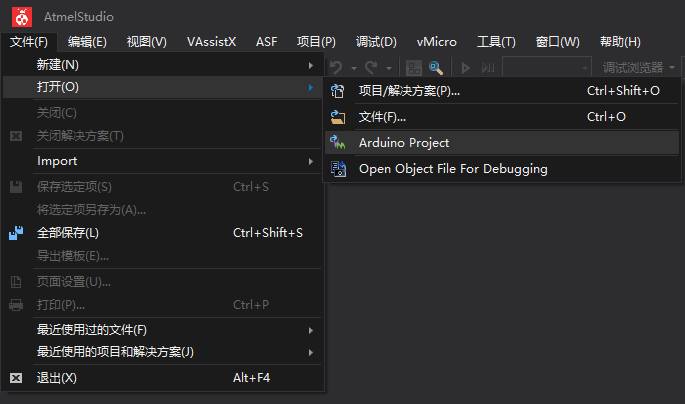 AtmelStudio
文件(F) 编辑(E) 视图(V) VAssistX ASF 项目(P) 调试(D) vMicro 工具(T) 窗口(W) 帮助(H)
新建(N)
打开(O)
关闭(C)
关闭解决方案(T)
Import
保存选定项(S) Ctrl+S
将选定项另存为(A)...
全部保存(L) Ctrl+Shift+S
导出模板(E)...
页面设置(U)...
打印(P)... Ctrl+P
最近使用过的文件(F)
最近使用的项目和解决方案(J)
退出(X) Alt+F4
调试浏览器
项目/解决方案(P)... Ctrl+Shift+O
文件(F)... Ctrl+O
Arduino Project
Open Object File For Debugging